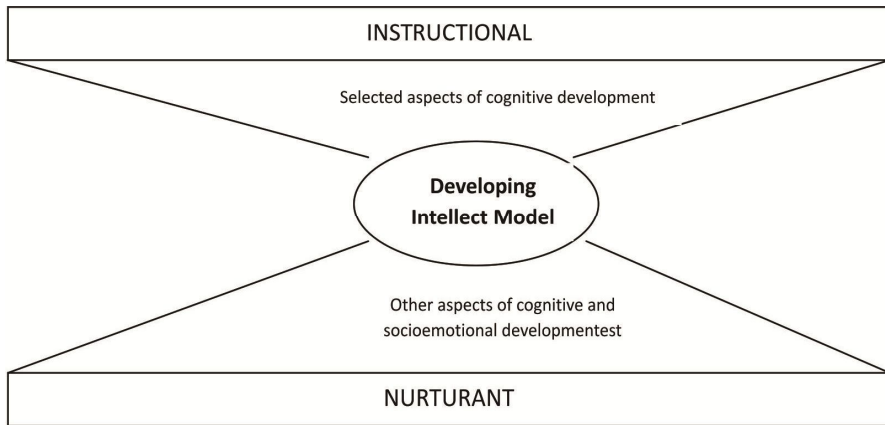 INSTRUCTIONAL
Selected aspects of cognitive development
Developing
Intellect Model
Other aspects of cognitive and
socioemotional developmentest
NURTURANT